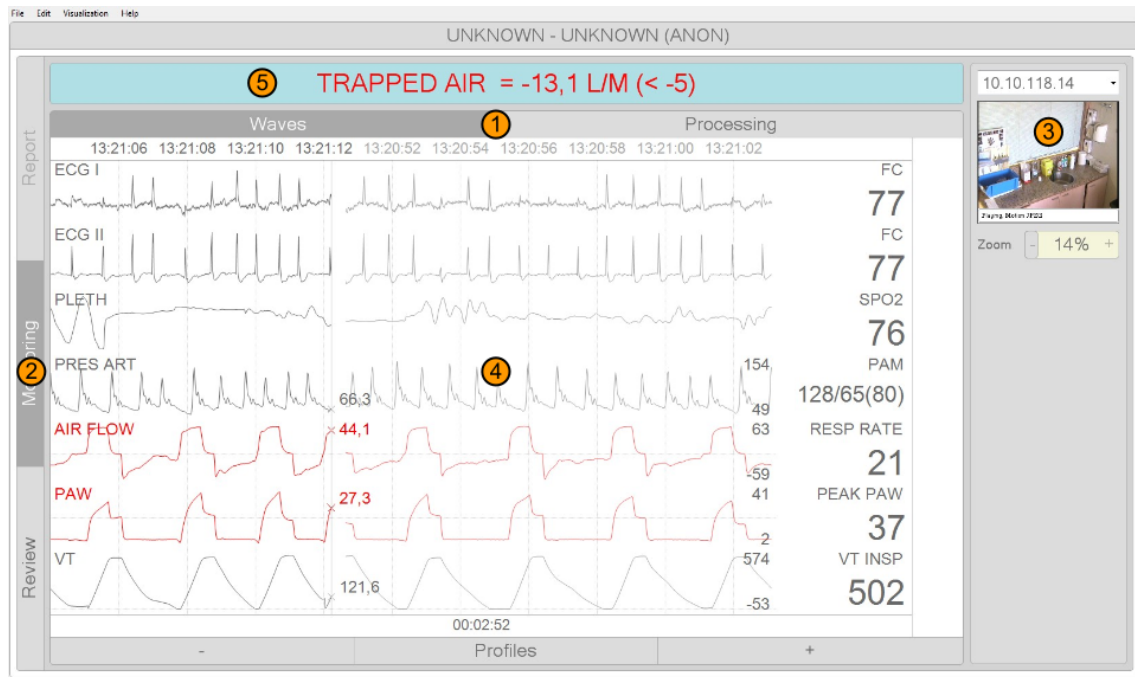 File Edit Visualization Help
UNKNOWN - UNKNOWN (ANON)
5 TRAPPED AIR = -13,1 L/M (< -5)
10.10.118.14
Waves 1 Processing
3
13:21:06 13:21:08 13:21:10 13:21:12 13:20:52 13:20:54 13:20:56 13:20:58 13:21:00 13:21:02
Report
ECG I FC
77
Playing Motion JPEG
ECG II FC
77
Zoom - 14% +
PLETH SPO2
76
Monitoring
2
PRES ART 4 154 PAM
66,3 128/65(80)
49
AIR FLOW 44,1 63 RESP RATE
21
-59
PAW 27,3 41 PEAK PAW
37
2
Review
VT 574 VT INSP
121,6 502
-53
00:02:52
- Profiles +